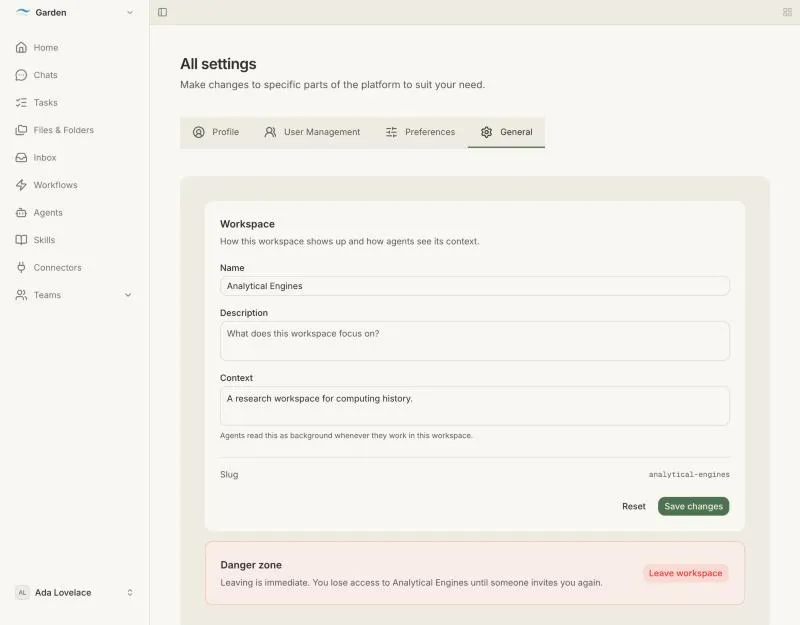 Garden
Home
Chats
Tasks
Files & Folders
Inbox
Workflows
Agents
Skills
Connectors
Teams
AL
Ada Lovelace
All settings
Make changes to specific parts of the platform to suit your need.
Profile
User Management
Preferences
General
Workspace
How this workspace shows up and how agents see its context.
Name
Analytical Engines
Description
What does this workspace focus on?
Context
A research workspace for computing history.
Agents read this as background whenever they work in this workspace.
Slug
analytical-engines
Reset
Save changes
Danger zone
Leaving is immediate. You lose access to Analytical Engines until someone invites you again.
Leave workspace